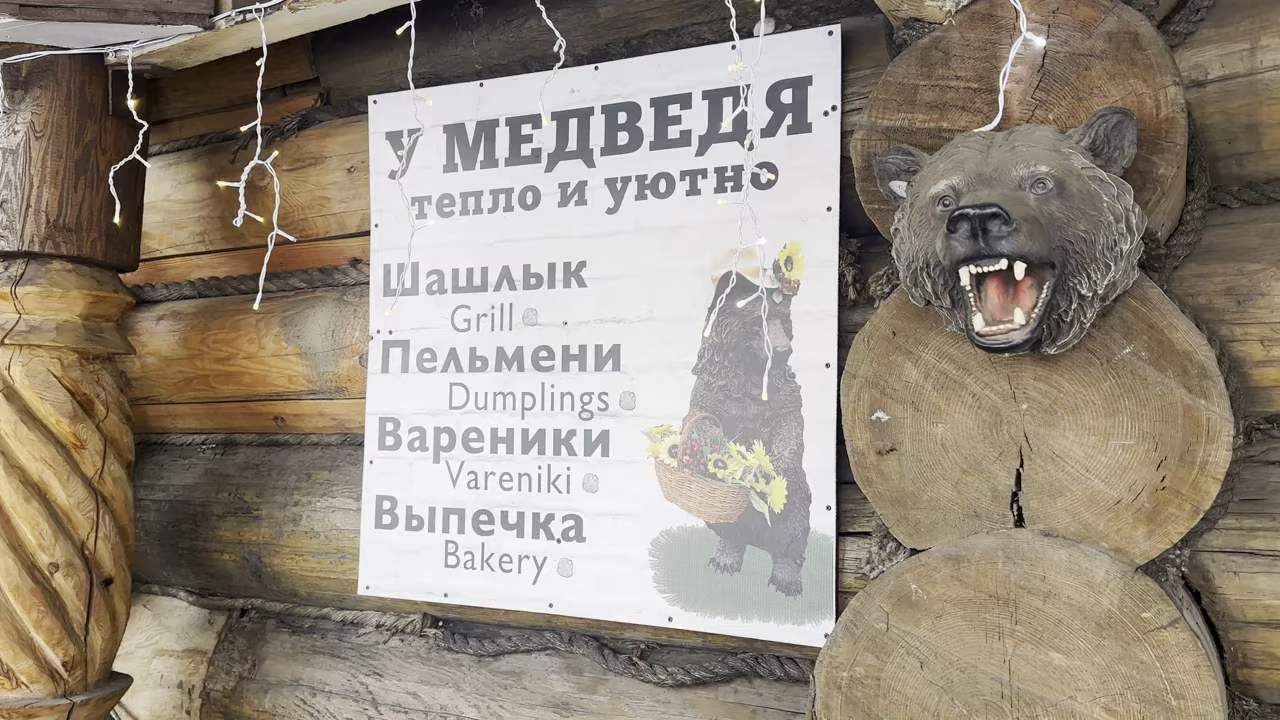 У МЕДВЕДЯ
тепло и уютно
Шашлык
Grill
Пельмени
Dumplings
Вареники
Vareniki
Выпечка
Bakery